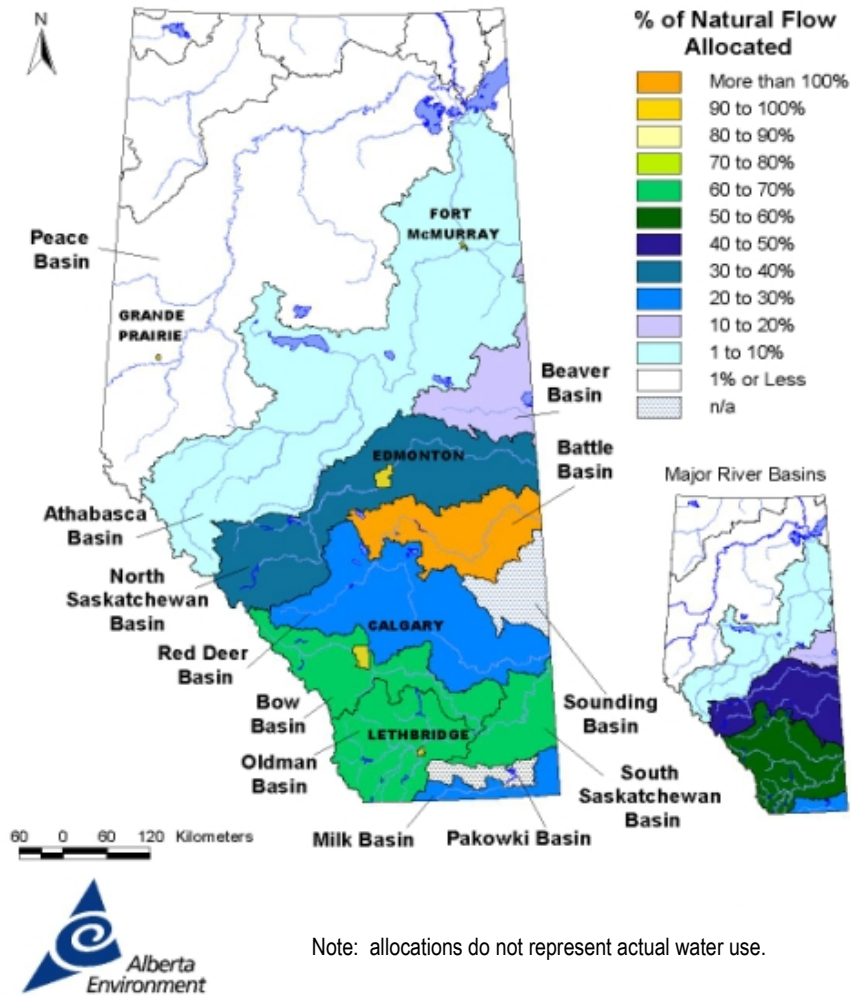 N
% of Natural Flow
Allocated
More than 100%
90 to 100%
80 to 90%
70 to 80%
60 to 70%
50 to 60%
40 to 50%
30 to 40%
20 to 30%
10 to 20%
1 to 10%
1% or Less
n/a
FORT
McMURRAY
Peace
Basin
GRANDE
PRAIRIE
Beaver
Basin
EDMONTON
Battle
Basin
Major River Basins
Athabasca
Basin
North
Saskatchewan
Basin
CALGARY
Red Deer
Basin
Bow
Basin
Sounding
Basin
LETHBRIDGE
Oldman
Basin
South
Saskatchewan
Basin
Milk Basin
Pakowki Basin
60 0 60 120 Kilometers
Alberta
Environment
Note: allocations do not represent actual water use.